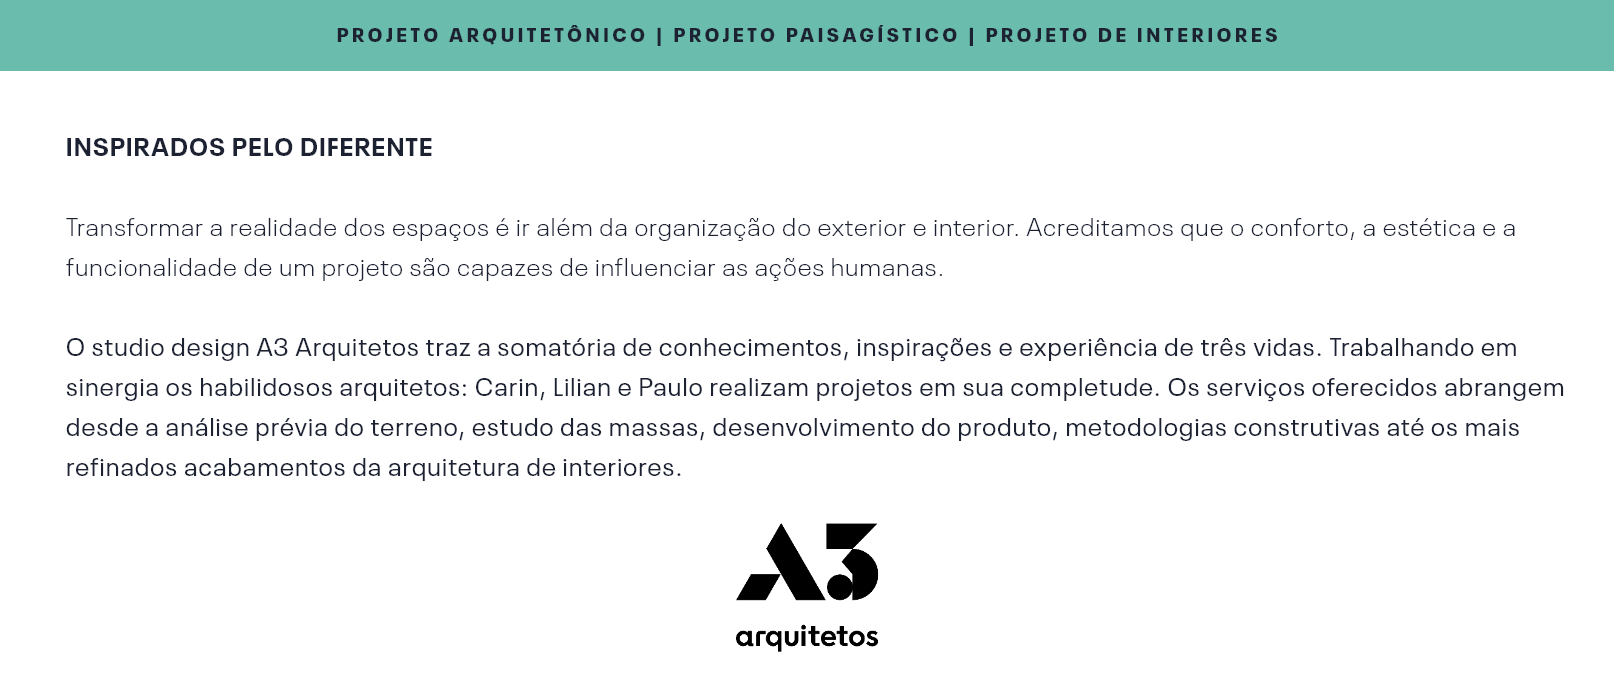 PROJETO ARQUITETÔNICO | PROJETO PAISAGÍSTICO | PROJETO DE INTERIORES
INSPIRADOS PELO DIFERENTE
Transformar a realidade dos espaços é ir além da organização do exterior e interior. Acreditamos que o conforto, a estética e a
funcionalidade de um projeto são capazes de influenciar as ações humanas.
O studio design A3 Arquitetos traz a somatória de conhecimentos, inspirações e experiência de três vidas. Trabalhando em
sinergia os habilidosos arquitetos: Carin, Lilian e Paulo realizam projetos em sua completude. Os serviços oferecidos abrangem
desde a análise prévia do terreno, estudo das massas, desenvolvimento do produto, metodologias construtivas até os mais
refinados acabamentos da arquitetura de interiores.
A3
arquitetos